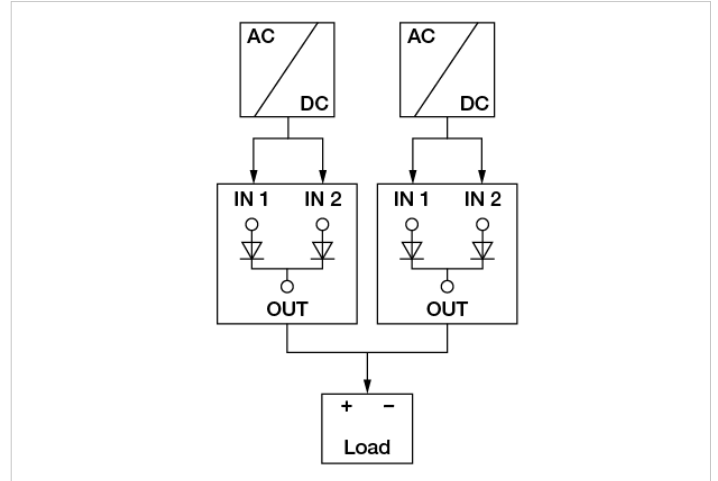 AC
DC
AC
DC
IN 1 IN 2
IN 1 IN 2
OUT
OUT
+ −
Load